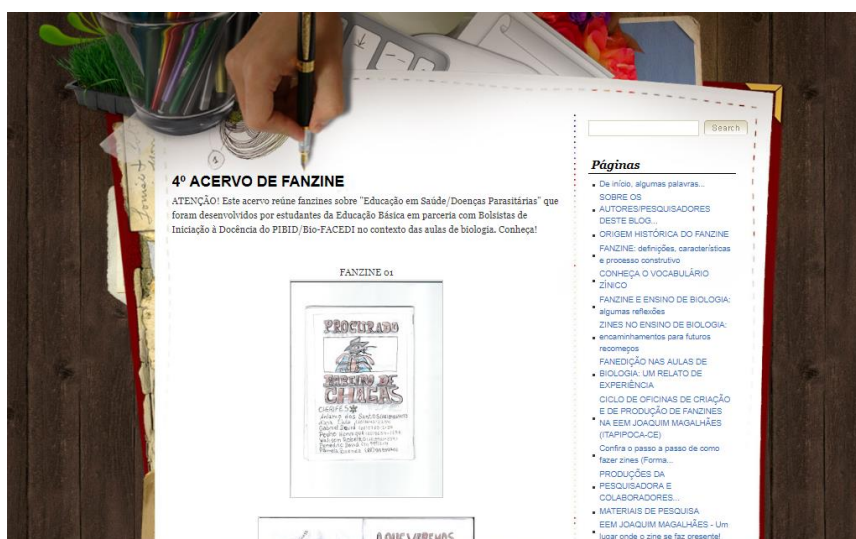 4º ACERVO DE FANZINE
ATENÇÃO! Este acervo reúne fanzines sobre "Educação em Saúde/Doenças Parasitárias" que
foram desenvolvidos por estudantes da Educação Básica em parceria com Bolsistas de
Iniciação à Docência do PIBID/Bio-FACEDI no contexto das aulas de biologia. Conheça!
FANZINE 01
PROCURADO
BARBEIRO DE
CHAGAS
Search
Páginas
De início, algumas palavras...
SOBRE OS
AUTORES/PESQUISADORES
DESTE BLOG...
ORIGEM HISTÓRICA DO FANZINE
FANZINE: definições, características
e processo construtivo
CONHEÇA O VOCABULÁRIO
ZÍNICO
FANZINE E ENSINO DE BIOLOGIA:
algumas reflexões
ZINES NO ENSINO DE BIOLOGIA:
encaminhamentos para futuros
recomeços
FANEDIÇÃO NAS AULAS DE
BIOLOGIA: UM RELATO DE
EXPERIÊNCIA
CICLO DE OFICINAS DE CRIAÇÃO
E DE PRODUÇÃO DE FANZINES
NA EEM JOAQUIM MAGALHÃES
(ITAPIPOCA-CE)
Confira o passo a passo de como
fazer zines (Forma...
PRODUÇÕES DA
PESQUISADORA E
COLABORADORES...
MATERIAIS DE PESQUISA
EEM JOAQUIM MAGALHÃES - Um
lugar onde o zine se faz presente!